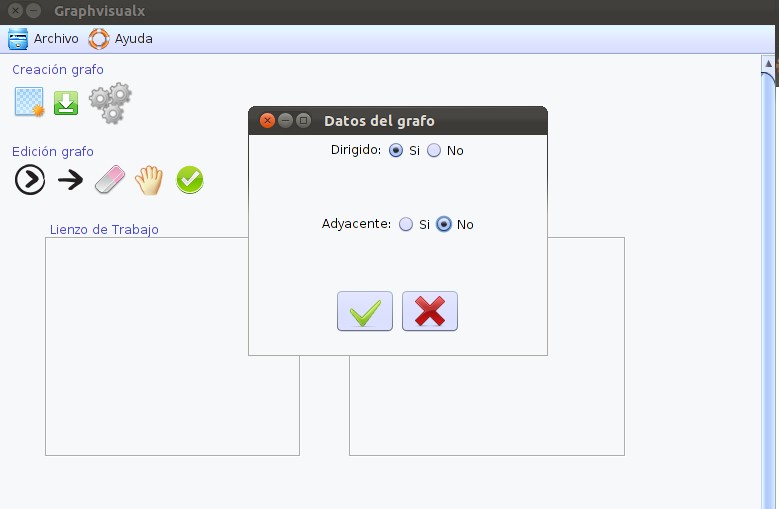 Graphvisualx
Archivo Ayuda
Creación grafo
Edición grafo
Lienzo de Trabajo
Datos del grafo
Dirigido: Si No
Adyacente: Si No